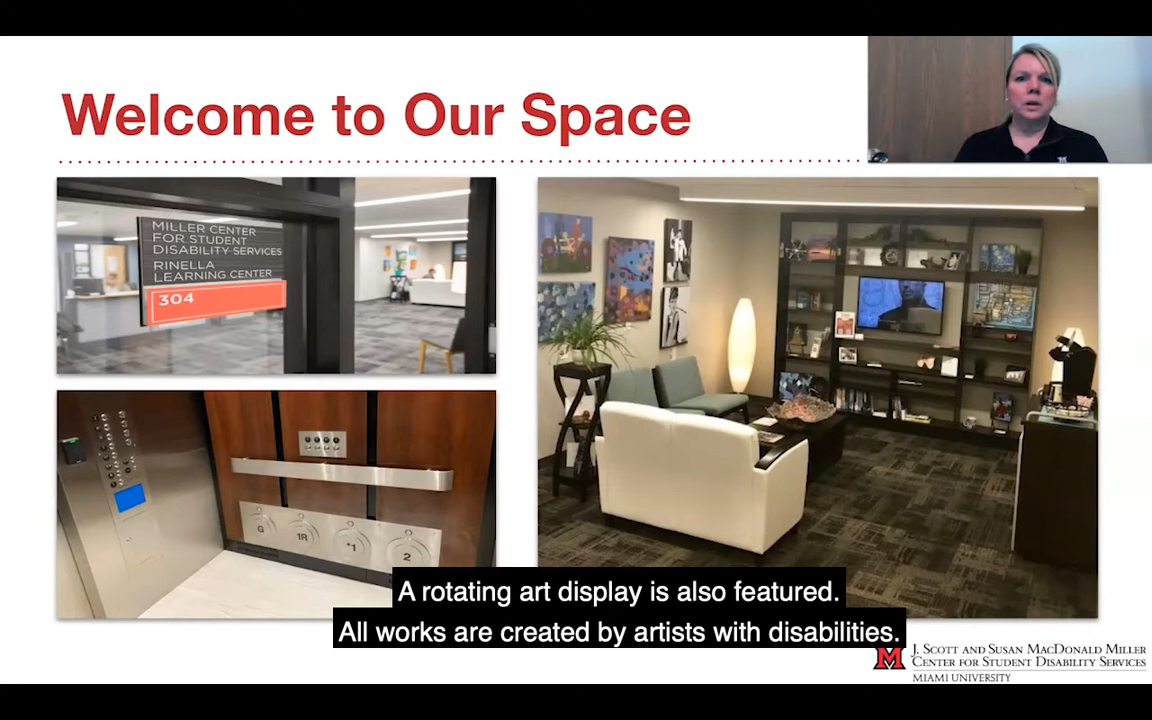 Welcome to Our Space
MILLER CENTER
FOR STUDENT
DISABILITY SERVICES
RINELLA
LEARNING CENTER
304
G
1R
*1
2
A rotating art display is also featured.
All works are created by artists with disabilities.
M
J. SCOTT AND SUSAN MACDONALD MILLER
CENTER FOR STUDENT DISABILITY SERVICES
MIAMI UNIVERSITY